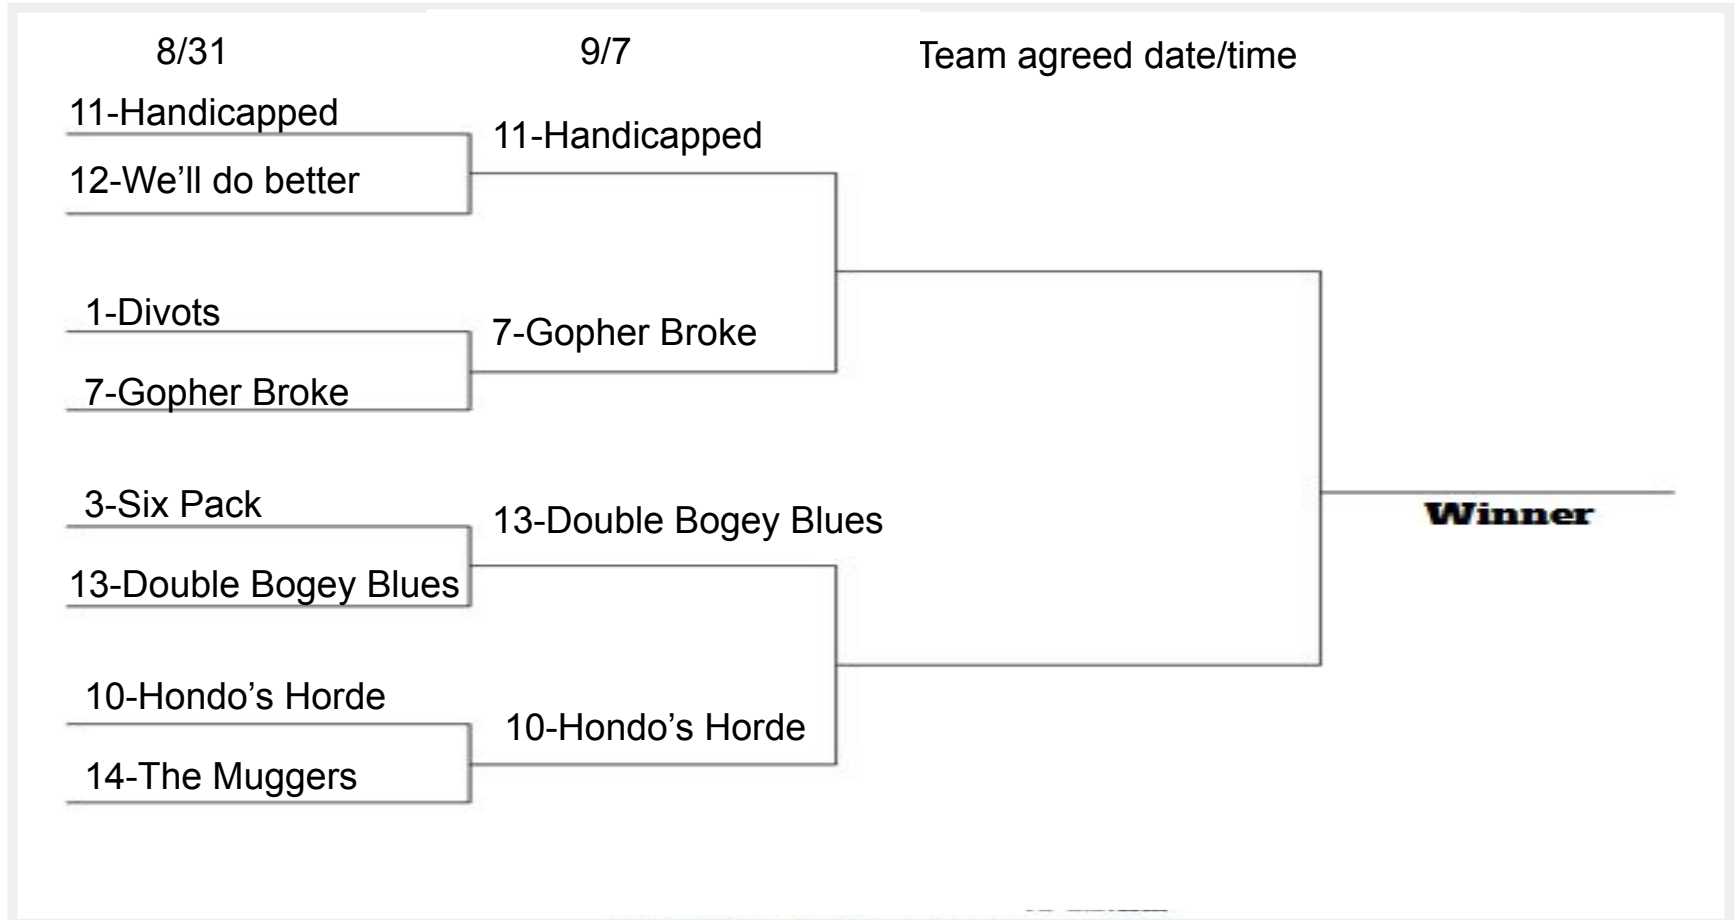 8/31
9/7
Team agreed date/time
11-Handicapped
12-We'll do better
1-Divots
7-Gopher Broke
3-Six Pack
13-Double Bogey Blues
10-Hondo's Horde
14-The Muggers
11-Handicapped
7-Gopher Broke
13-Double Bogey Blues
10-Hondo's Horde
Winner